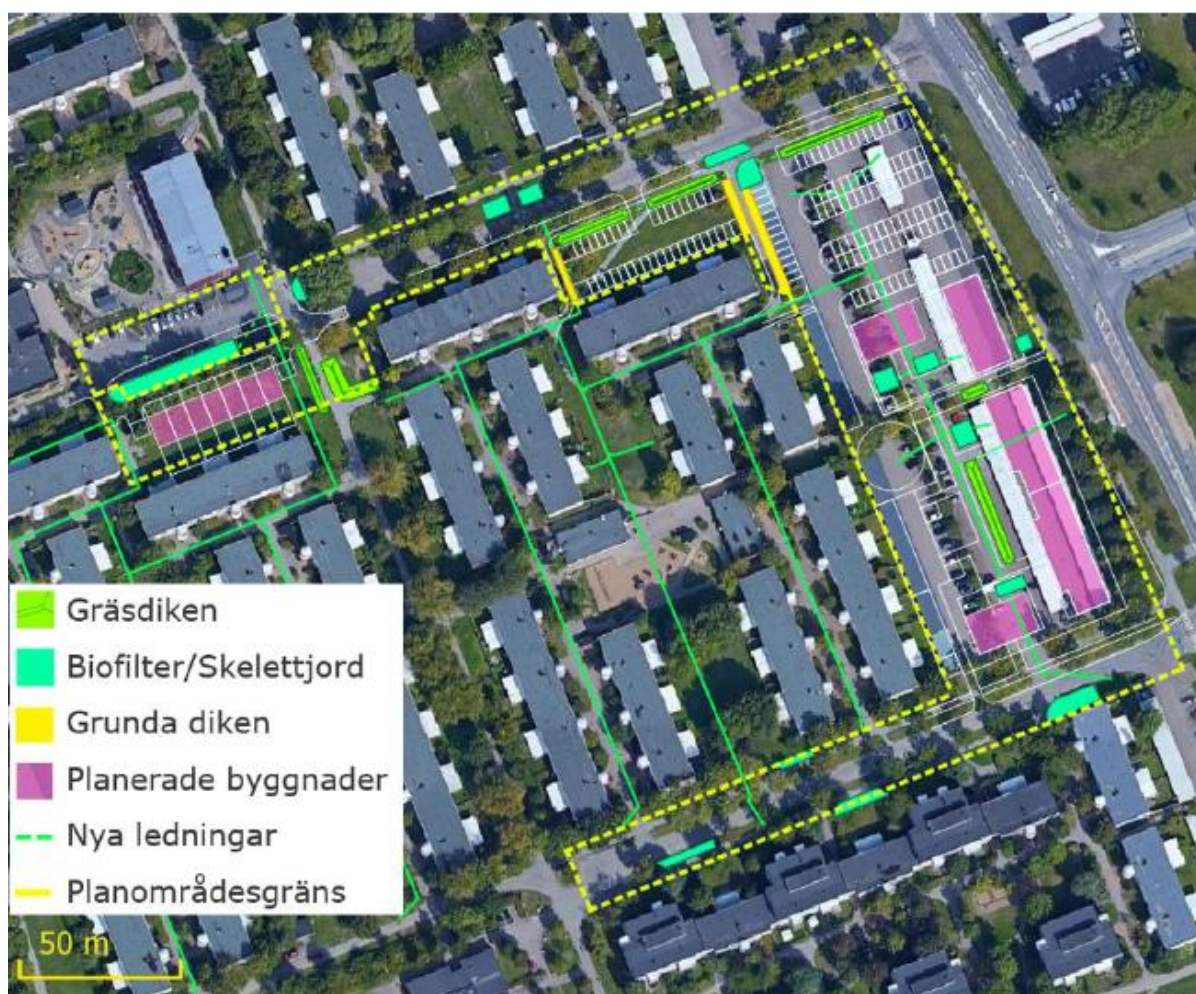 Gräsdiken
Biofilter/Skelettjord
Grunda diken
Planerade byggnader
Nya ledningar
Planområdesgräns
50 m